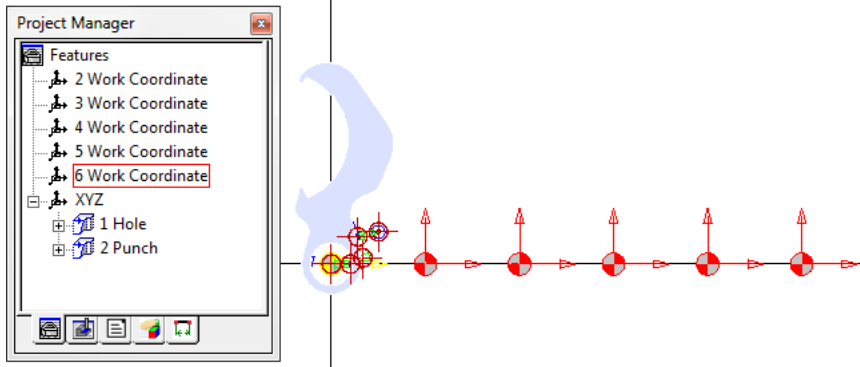 Project Manager
Features
2 Work Coordinate
3 Work Coordinate
4 Work Coordinate
5 Work Coordinate
6 Work Coordinate
XYZ
1 Hole
2 Punch